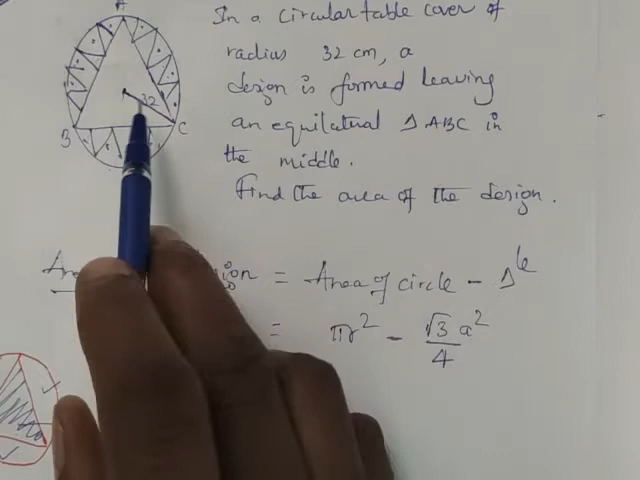 A
32
B
C
In a circular table cover of
radius 32 cm, a
design is formed leaving
an equilateral Δ ABC in
the middle.
Find the area of the design.
= Area of circle - Δle
= πr² - √3/4 a²